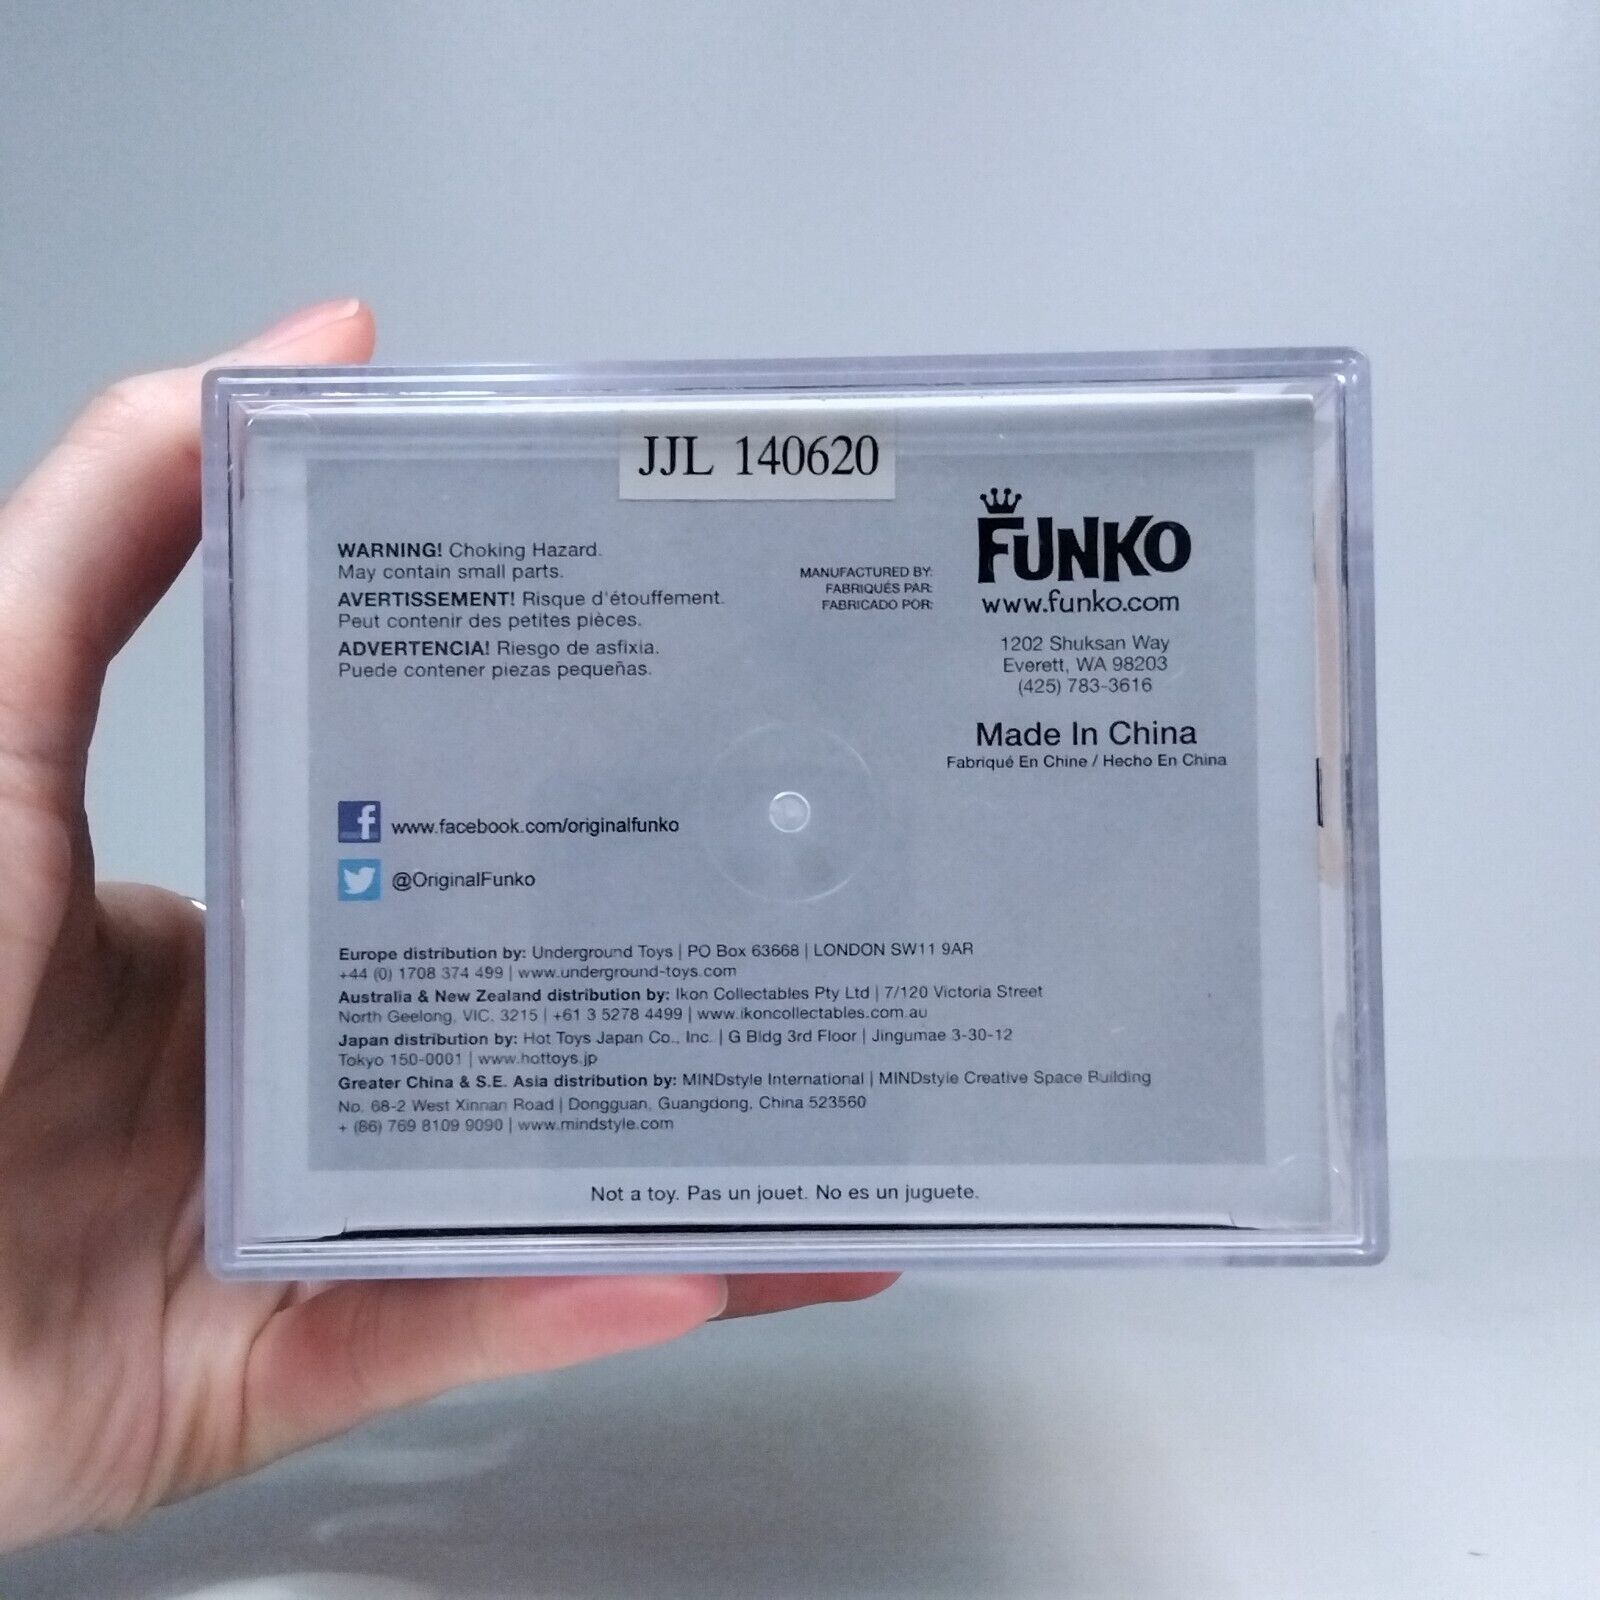 JJL 140620
WARNING! Choking Hazard.
May contain small parts.
AVERTISSEMENT! Risque d'étouffement.
Peut contenir des petites pièces.
ADVERTENCIA! Riesgo de asfixia.
Puede contener piezas pequeñas.
MANUFACTURED BY:
FABRIQUÉS PAR:
FABRICADO POR:
FUNKO
www.funko.com
1202 Shuksan Way
Everett, WA 98203
(425) 783-3616
Made In China
Fabriqué En Chine / Hecho En China
f www.facebook.com/originalfunko
@OriginalFunko
Europe distribution by: Underground Toys | PO Box 63668 | LONDON SW11 9AR
+44 (0) 1708 374 499 | www.underground-toys.com
Australia & New Zealand distribution by: Ikon Collectables Pty Ltd | 7/120 Victoria Street
North Geelong, VIC, 3215 | +61 3 5278 4499 | www.ikoncollectables.com.au
Japan distribution by: Hot Toys Japan Co., Inc. | G Bldg 3rd Floor | Jingumae 3-30-12
Tokyo 150-0001 | www.hottoys.jp
Greater China & S.E. Asia distribution by: MINDstyle International | MINDstyle Creative Space Building
No. 68-2 West Xinnan Road | Dongguan, Guangdong, China 523560
+ (86) 769 8109 9090 | www.mindstyle.com
Not a toy. Pas un jouet. No es un juguete.